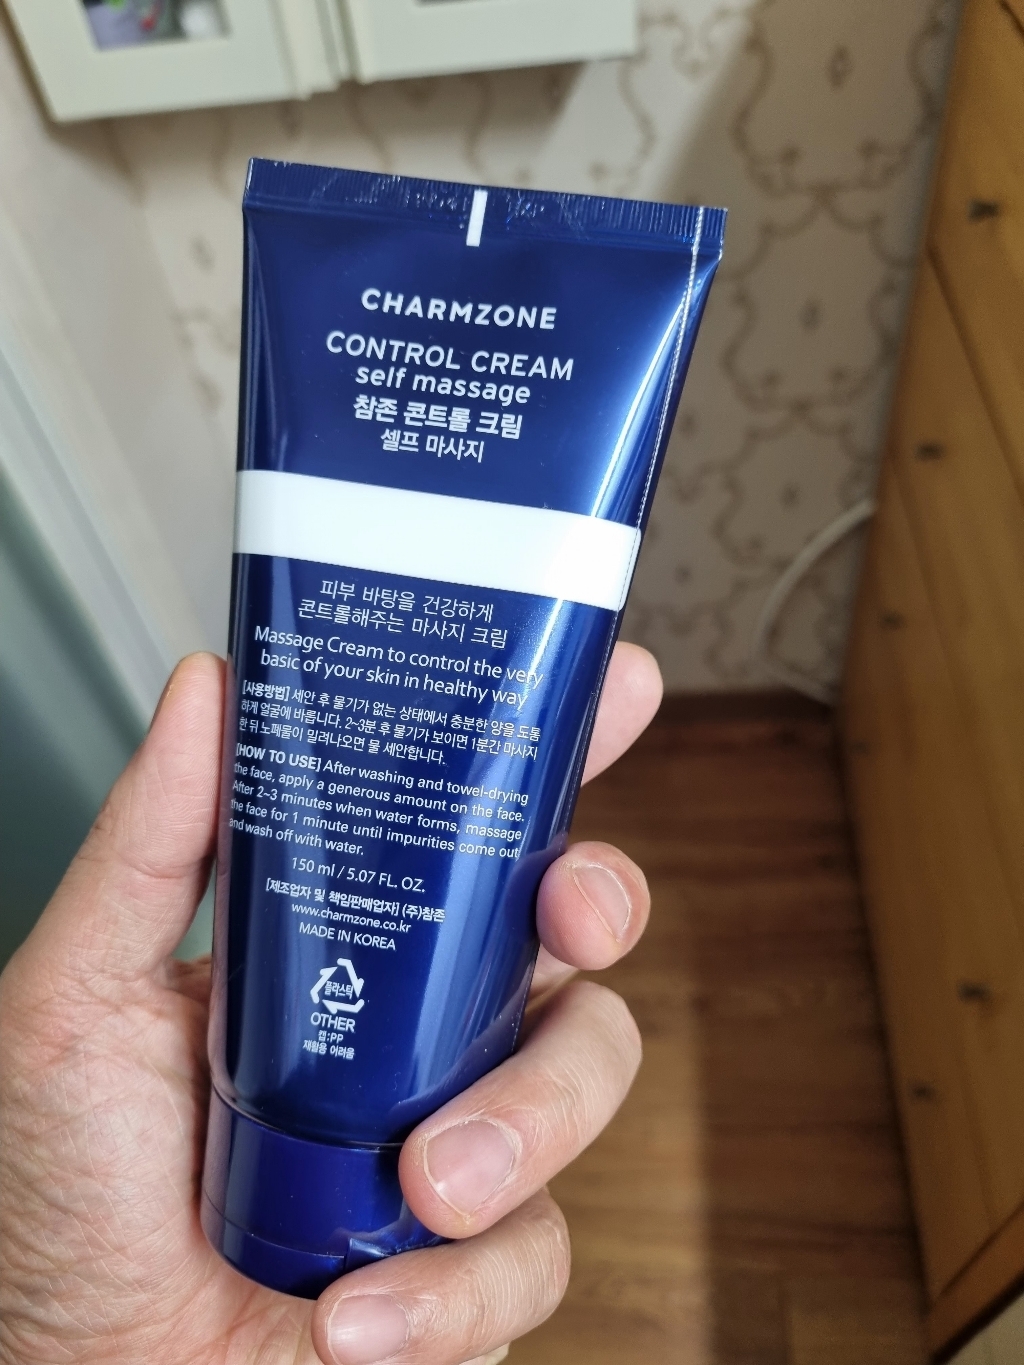 CHARMZONE
CONTROL CREAM
self massage
참존 콘트롤 크림
셀프 마사지
피부 바탕을 건강하게
콘트롤해주는 마사지 크림
Massage Cream to control the very
basic of your skin in healthy way
[사용방법] 세안 후 물기가 없는 상태에서 충분한 양을 도톰
하게 얼굴에 바릅니다. 2~3분 후 물기가 보이면 1분간 마사지
한 뒤 노폐물이 밀려나오면 물 세안합니다.
[HOW TO USE] After washing and towel-drying
the face, apply a generous amount on the face.
After 2~3 minutes when water forms, massage
the face for 1 minute until impurities come out
and wash off with water.
150 ml / 5.07 FL. OZ.
[제조업자 및 책임판매업자] (주)참존
www.charmzone.co.kr
MADE IN KOREA
플라스틱
OTHER
캡:PP
재활용 어려움